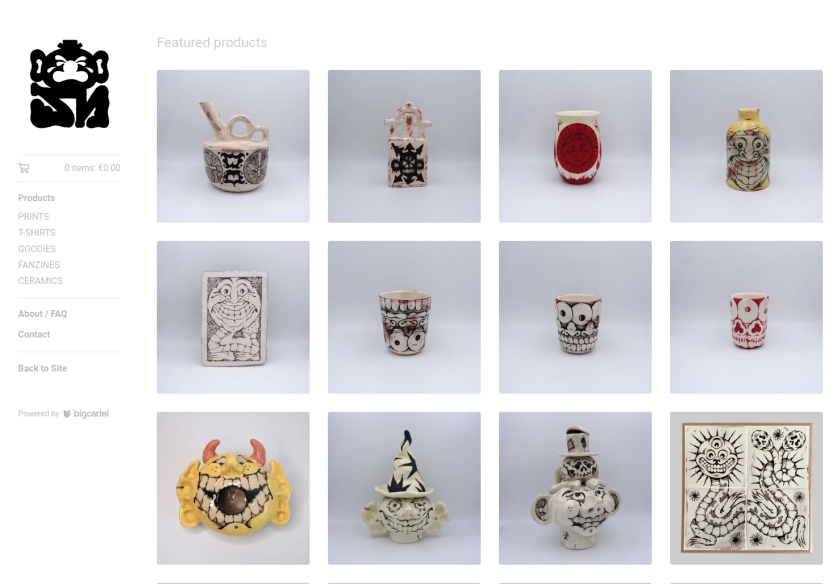 Featured products
0 items: €0.00
Products
PRINTS
T-SHIRTS
GOODIES
FANZINES
CERAMICS
About / FAQ
Contact
Back to Site
Powered by bigcartel